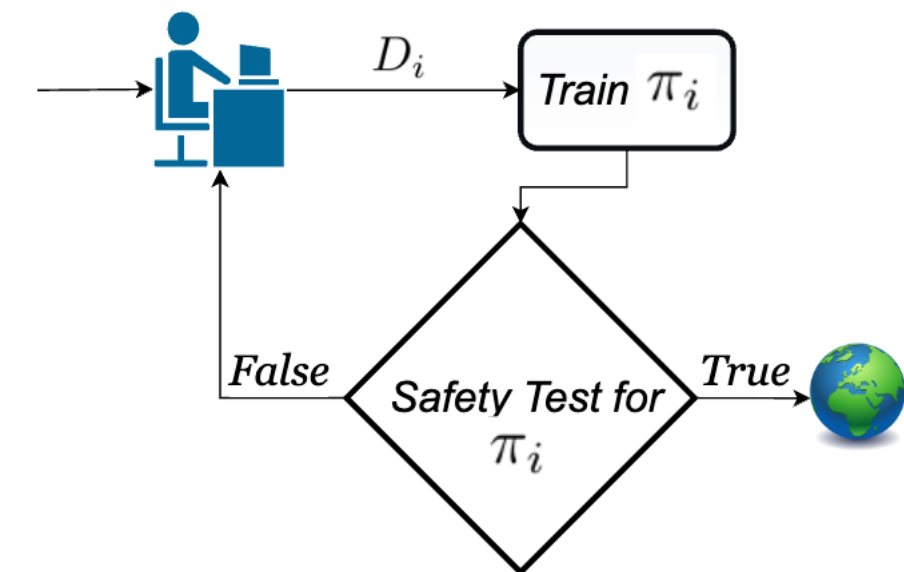 D_i
Train π_i
False
True
Safety Test for
π_i